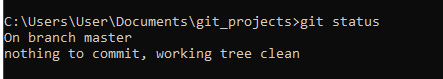 C:\Users\User\Documents\git_projects>git status
On branch master
nothing to commit, working tree clean